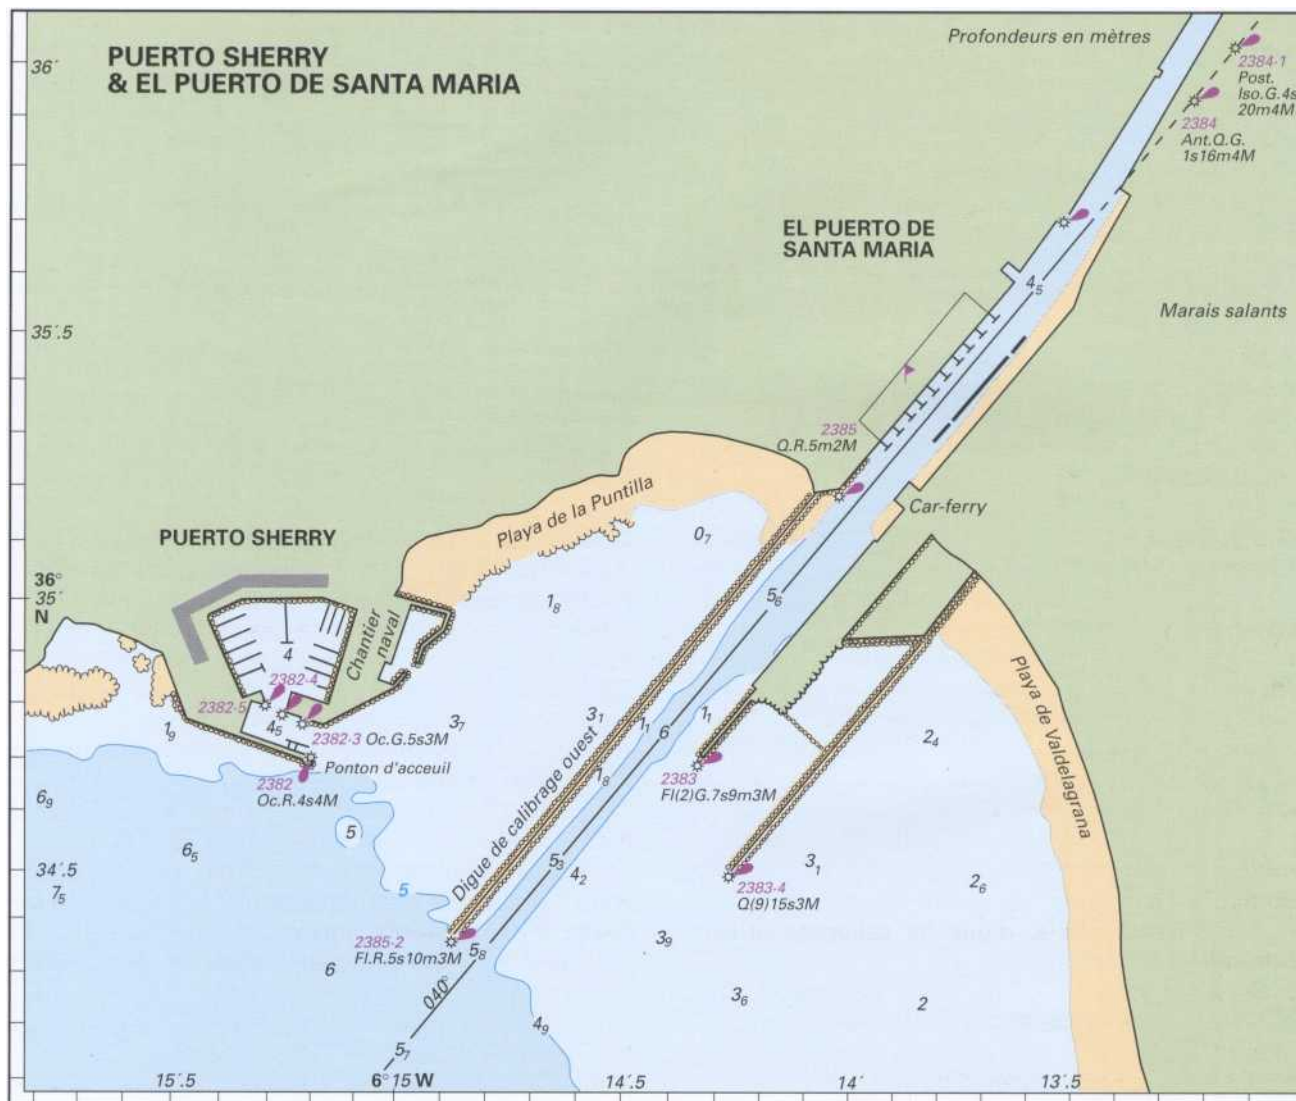 PUERTO SHERRY
& EL PUERTO DE SANTA MARIA
Profondeurs en mètres
36´
2384-1
Post.
Iso.G.4s
20m4M
2384
Ant.Q.G.
1s16m4M
EL PUERTO DE
SANTA MARIA
4₅
Marais salants
35´.5
2385
Q.R.5m2M
Playa de la Puntilla
Car-ferry
0₇
PUERTO SHERRY
36°
35´
N
1₈
5₆
Chantier
naval
4
2382-4
2382-5
4₅
2382-3 Oc.G.5s3M
1₉
3₇
3₁
1₁
6
1₁
2₄
Playa de Valdelagrana
Ponton d'acceuil
2382
Oc.R.4s4M
1₈
2383
Fl(2)G.7s9m3M
Digue de calibrage ouest
6₉
5
6₅
34´.5
7₅
5
5₃
4₂
3₁
2383-4
Q(9)15s3M
2₆
2385-2
Fl.R.5s10m3M
5₈
3₉
6
040°
3₆
2
4₉
5₇
15´.5
6° 15´ W
14´.5
14´
13´.5